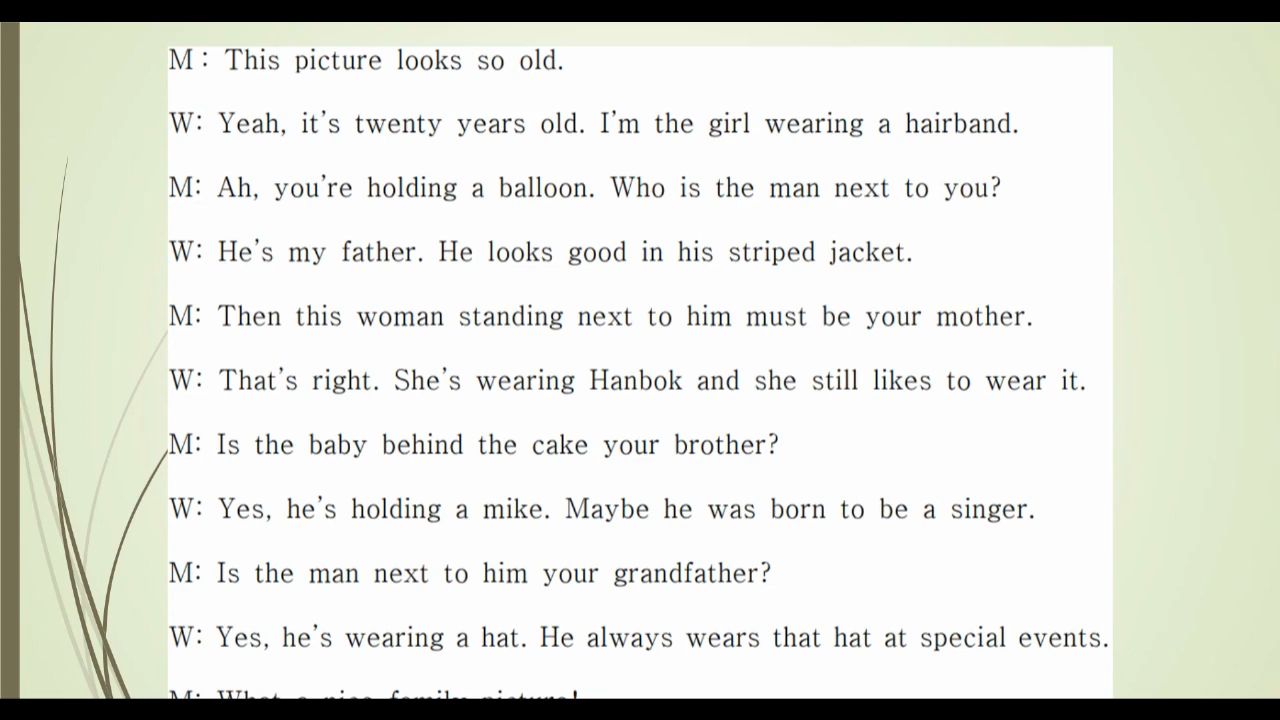 M : This picture looks so old.
W: Yeah, it's twenty years old. I'm the girl wearing a hairband.
M: Ah, you're holding a balloon. Who is the man next to you?
W: He's my father. He looks good in his striped jacket.
M: Then this woman standing next to him must be your mother.
W: That's right. She's wearing Hanbok and she still likes to wear it.
M: Is the baby behind the cake your brother?
W: Yes, he's holding a mike. Maybe he was born to be a singer.
M: Is the man next to him your grandfather?
W: Yes, he's wearing a hat. He always wears that hat at special events.
M: What a nice family picture!